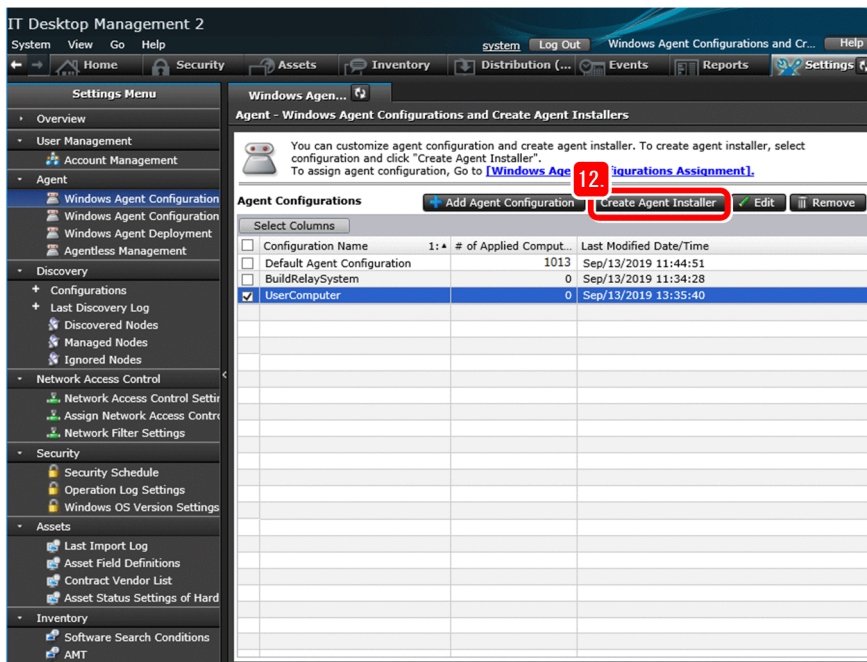 IT Desktop Management 2
System View Go Help
system Log Out Windows Agent Configurations and Cr... Help
Home Security Assets Inventory Distribution (... Events Reports Settings
Settings Menu
Overview
User Management
Account Management
Agent
Windows Agent Configuration
Windows Agent Configuration
Windows Agent Deployment
Agentless Management
Discovery
Configurations
Last Discovery Log
Discovered Nodes
Managed Nodes
Ignored Nodes
Network Access Control
Network Access Control Settin
Assign Network Access Contro
Network Filter Settings
Security
Security Schedule
Operation Log Settings
Windows OS Version Settings
Assets
Last Import Log
Asset Field Definitions
Contract Vendor List
Asset Status Settings of Hard
Inventory
Software Search Conditions
AMT
Windows Agen...
Agent - Windows Agent Configurations and Create Agent Installers
You can customize agent configuration and create agent installer. To create agent installer, select
configuration and click "Create Agent Installer".
To assign agent configuration, Go to [Windows Age figurations Assignment].
12.
Agent Configurations Add Agent Configuration Create Agent Installer Edit Remove
Select Columns
Configuration Name 1: # of Applied Comput... Last Modified Date/Time
Default Agent Configuration 1013 Sep/13/2019 11:44:51
BuildRelaySystem 0 Sep/13/2019 11:34:28
UserComputer 0 Sep/13/2019 13:35:40